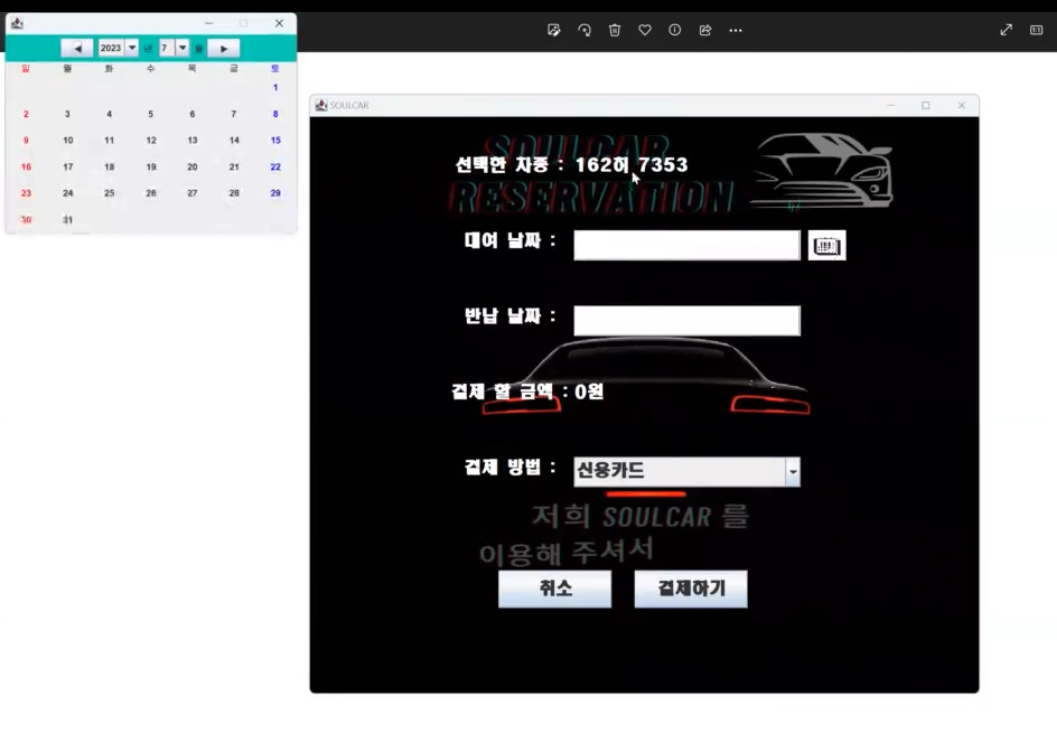 2023 년 7 월
일 월 화 수 목 금 토
1
2 3 4 5 6 7 8
9 10 11 12 13 14 15
16 17 18 19 20 21 22
23 24 25 26 27 28 29
30 31
SOULCAR
SOULCAR
선택한 차종 : 162허 7353
RESERVATION
대여 날짜 :
반납 날짜 :
결제 할 금액 : 0원
결제 방법 : 신용카드
저희 SOULCAR 를
이용해 주셔서
취소 결제하기